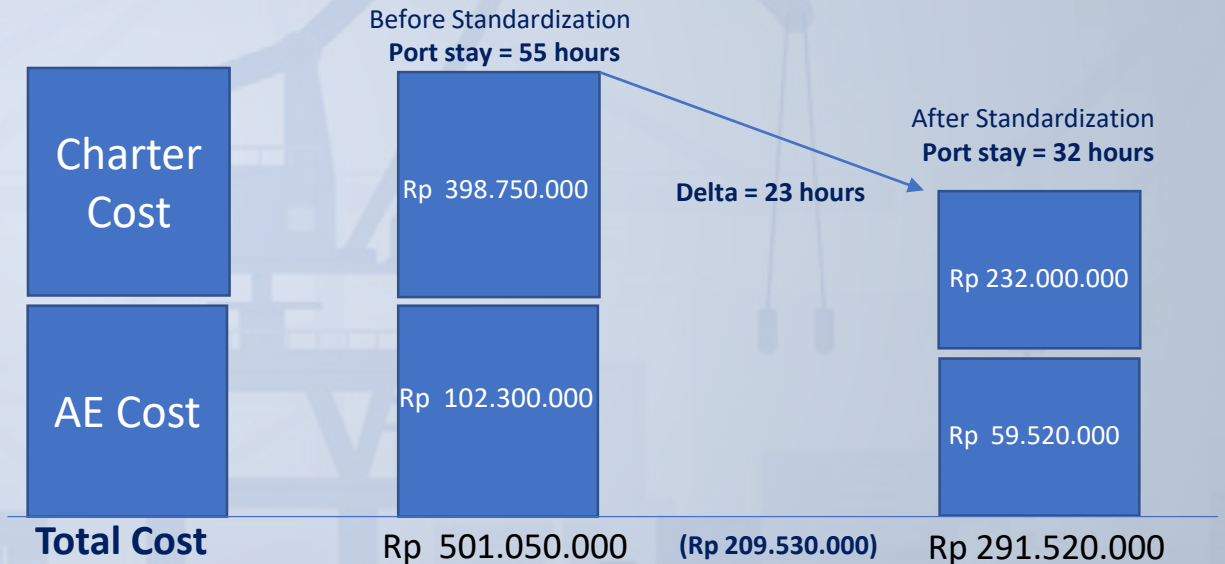 Before Standardization
Port stay = 55 hours
After Standardization
Port stay = 32 hours
Charter
Cost
Rp 398.750.000
Delta = 23 hours
Rp 232.000.000
AE Cost
Rp 102.300.000
Rp 59.520.000
Total Cost
Rp 501.050.000
(Rp 209.530.000)
Rp 291.520.000